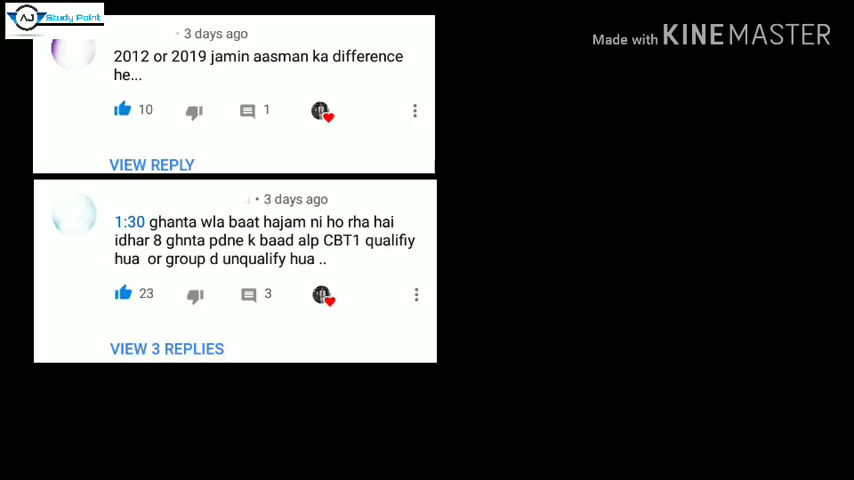 AJ Study Point
Made with KINEMASTER
• 3 days ago
2012 or 2019 jamin aasman ka difference
he...
10 1
VIEW REPLY
• 3 days ago
1:30 ghanta wla baat hajam ni ho rha hai
idhar 8 ghnta pdne k baad alp CBT1 qualifiy
hua or group d unqualify hua ..
23 3
VIEW 3 REPLIES